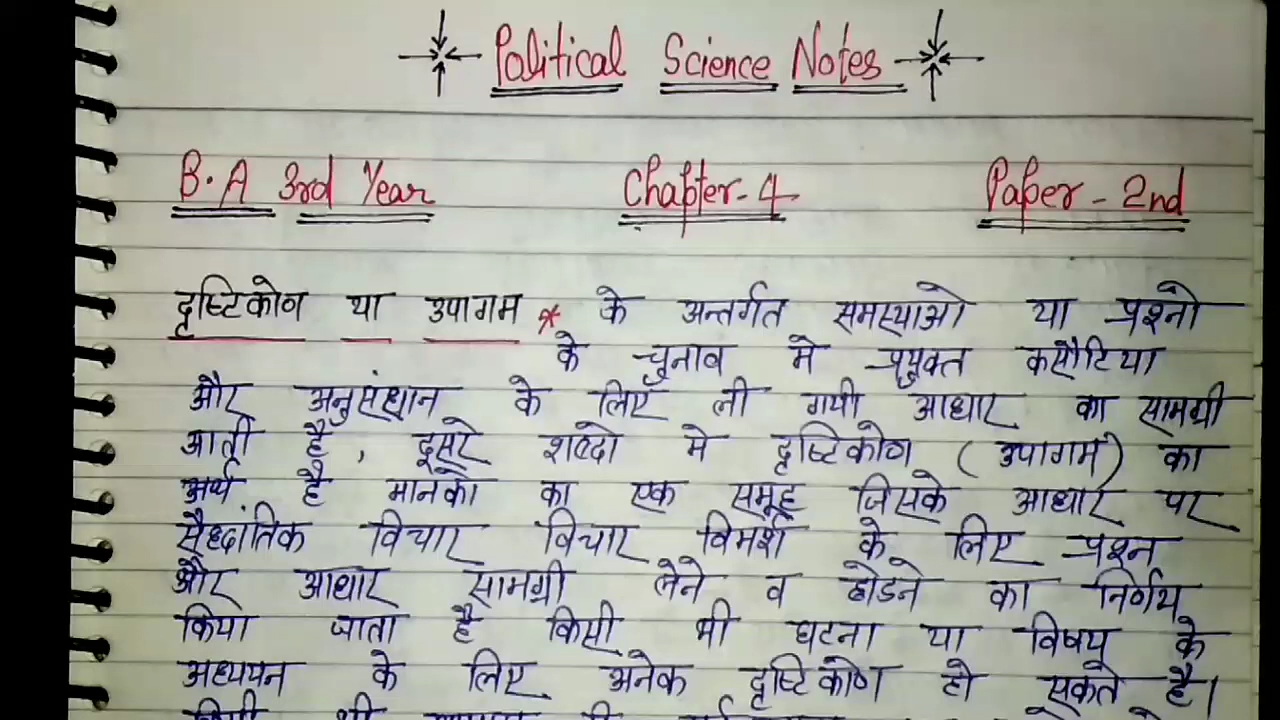 Political Science Notes
B.A 3rd Year Chapter-4 Paper-2nd
दृष्टिकोण या उपागम * के अन्तर्गत समस्याओ या प्रश्नो
के चुनाव मे प्रयुक्त कसौटिया
और अनुसंधान के लिए ली गयी आधार का सामग्री
आती है, दूसरे शब्दो मे दृष्टिकोण (उपागम) का
अर्थ है मानको का एक समूह जिसके आधार पर
सैध्दांतिक विचार विचार विमर्श के लिए प्रश्न
और आधार सामग्री लेने व छोडने का निर्णय
किया जाता है किसी भी घटना या विषय के
अध्ययन के लिए अनेक दृष्टिकोण हो सकते है।